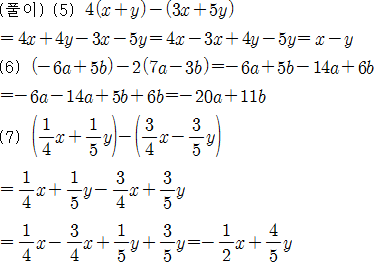 (풀이) (5) 4(x+y)−(3x+5y)
=4x+4y−3x−5y=4x−3x+4y−5y=x−y
(6) (−6a+5b)−2(7a−3b)=−6a+5b−14a+6b
=−6a−14a+5b+6b=−20a+11b
(7) (1/4x+1/5y)−(3/4x−3/5y)
=1/4x+1/5y−3/4x+3/5y
=1/4x−3/4x+1/5y+3/5y=−1/2x+4/5y